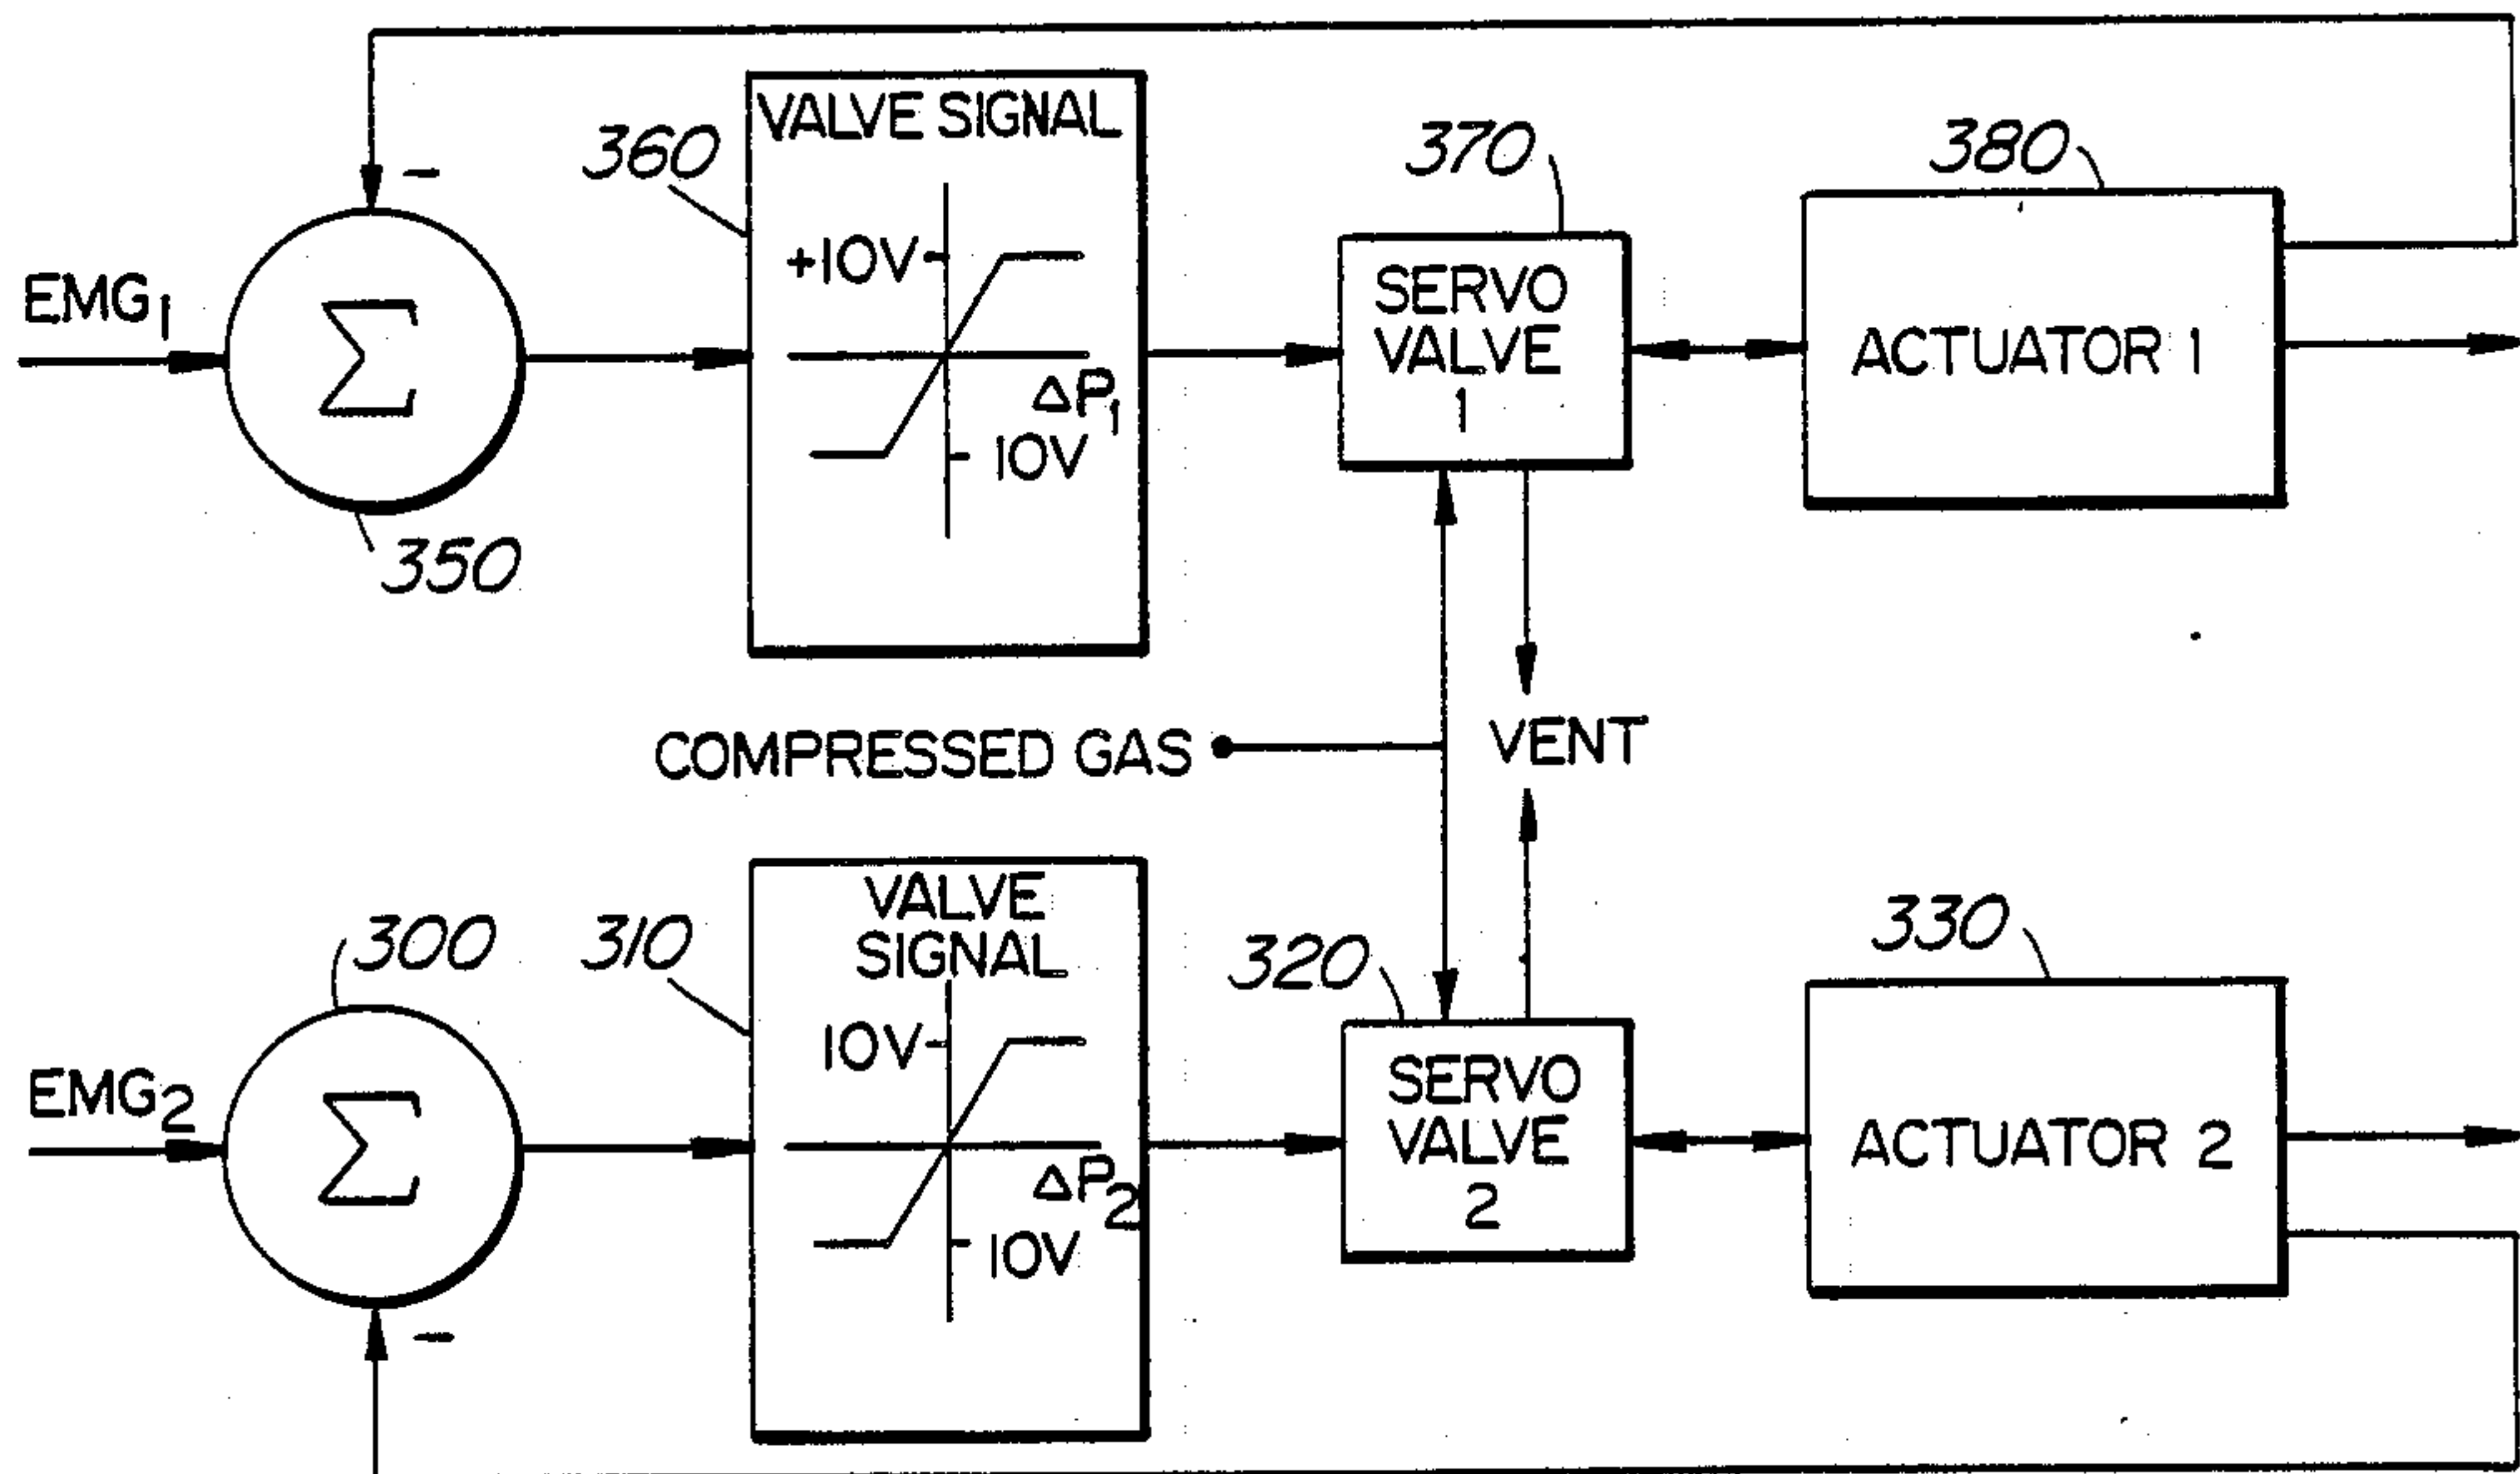 VALVE SIGNAL
360
370
380
-
+10V
EMG1
Σ
SERVO
VALVE
1
ACTUATOR 1
ΔP1
10V
350
COMPRESSED GAS
VENT
VALVE
SIGNAL
300
310
320
330
10V
EMG2
Σ
SERVO
VALVE
2
ACTUATOR 2
ΔP2
10V
-